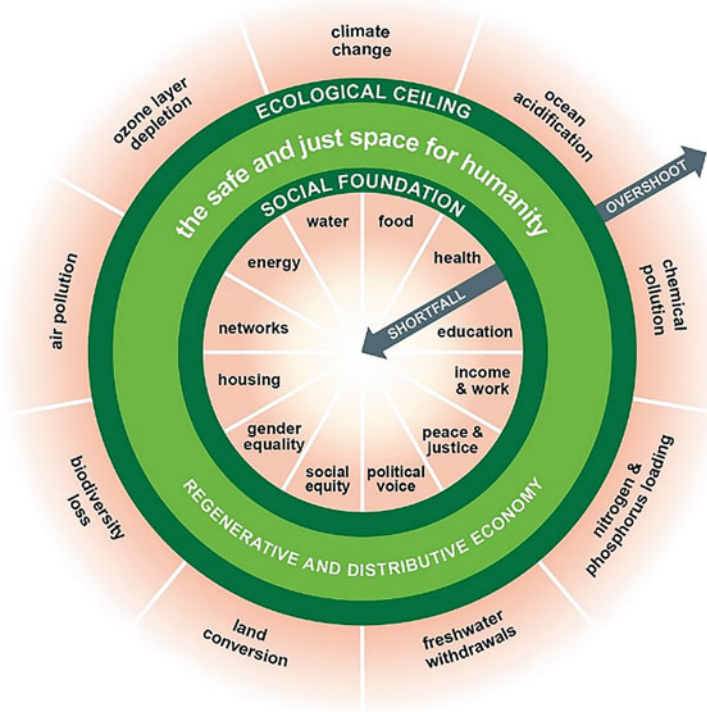 climate
change
ozone layer
depletion
ocean
acidification
ECOLOGICAL CEILING
the safe and just space for humanity
SOCIAL FOUNDATION
OVERSHOOT
water
food
energy
health
SHORTFALL
air pollution
chemical
pollution
networks
education
housing
income
& work
gender
equality
peace &
justice
social
equity
political
voice
biodiversity
loss
nitrogen &
phosphorus loading
REGENERATIVE AND DISTRIBUTIVE ECONOMY
land
conversion
freshwater
withdrawals